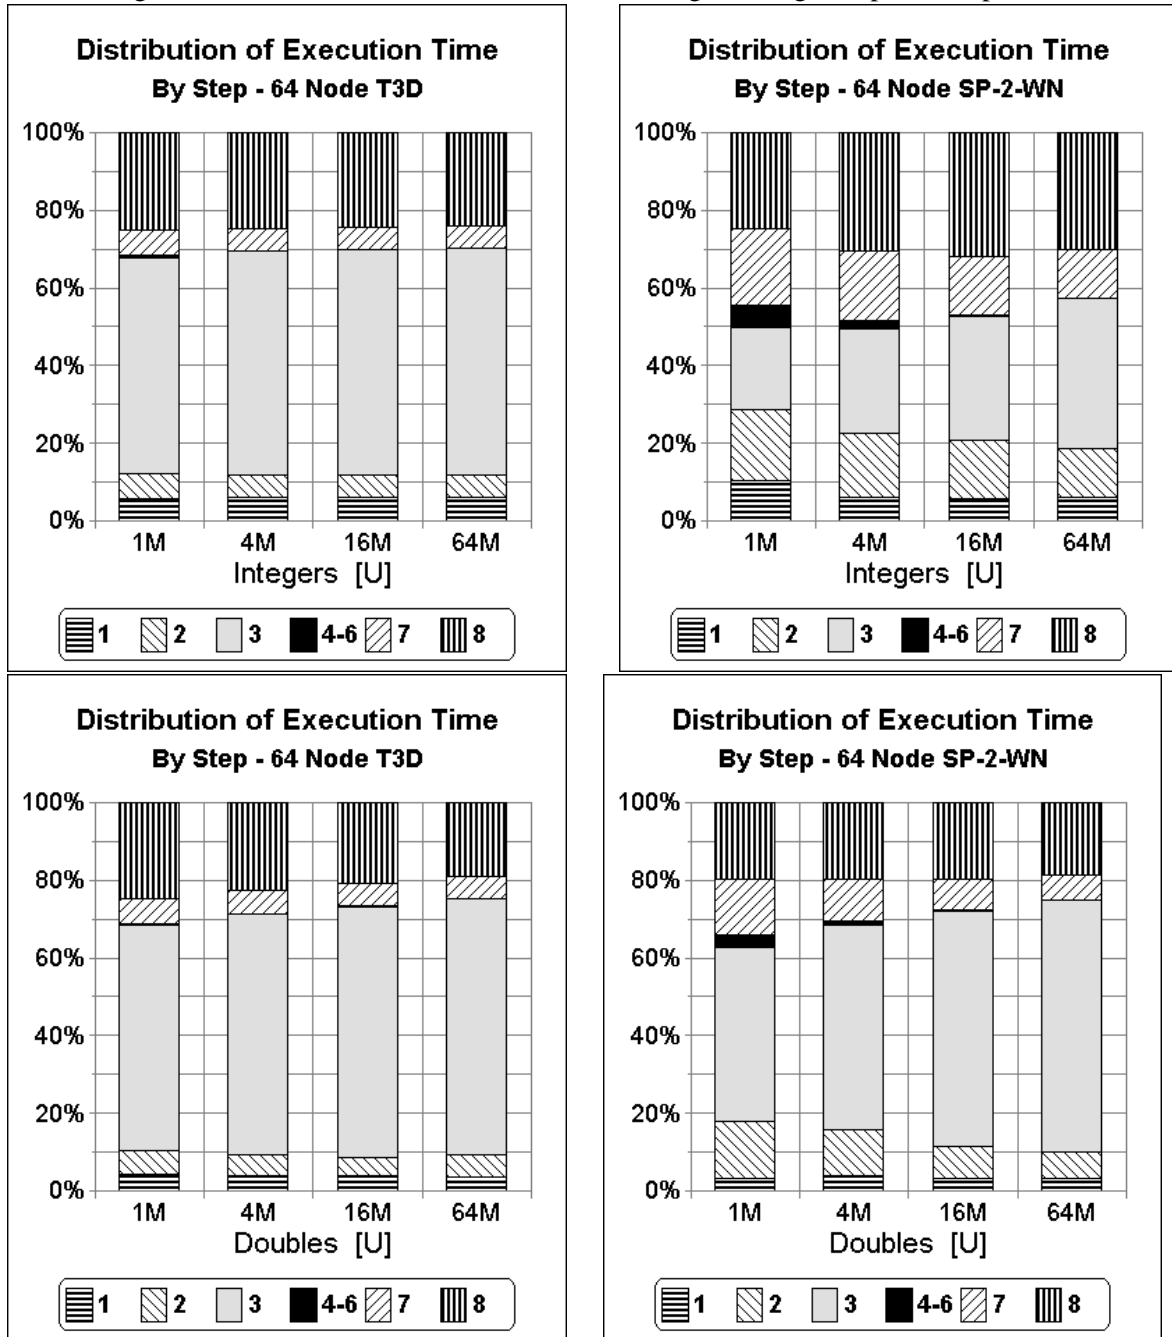 Distribution of Execution Time
By Step - 64 Node T3D
100%
80%
60%
40%
20%
0%
1M 4M 16M 64M
Integers [U]
1 2 3 4-6 7 8
Distribution of Execution Time
By Step - 64 Node SP-2-WN
100%
80%
60%
40%
20%
0%
1M 4M 16M 64M
Integers [U]
1 2 3 4-6 7 8
Distribution of Execution Time
By Step - 64 Node T3D
100%
80%
60%
40%
20%
0%
1M 4M 16M 64M
Doubles [U]
1 2 3 4-6 7 8
Distribution of Execution Time
By Step - 64 Node SP-2-WN
100%
80%
60%
40%
20%
0%
1M 4M 16M 64M
Doubles [U]
1 2 3 4-6 7 8